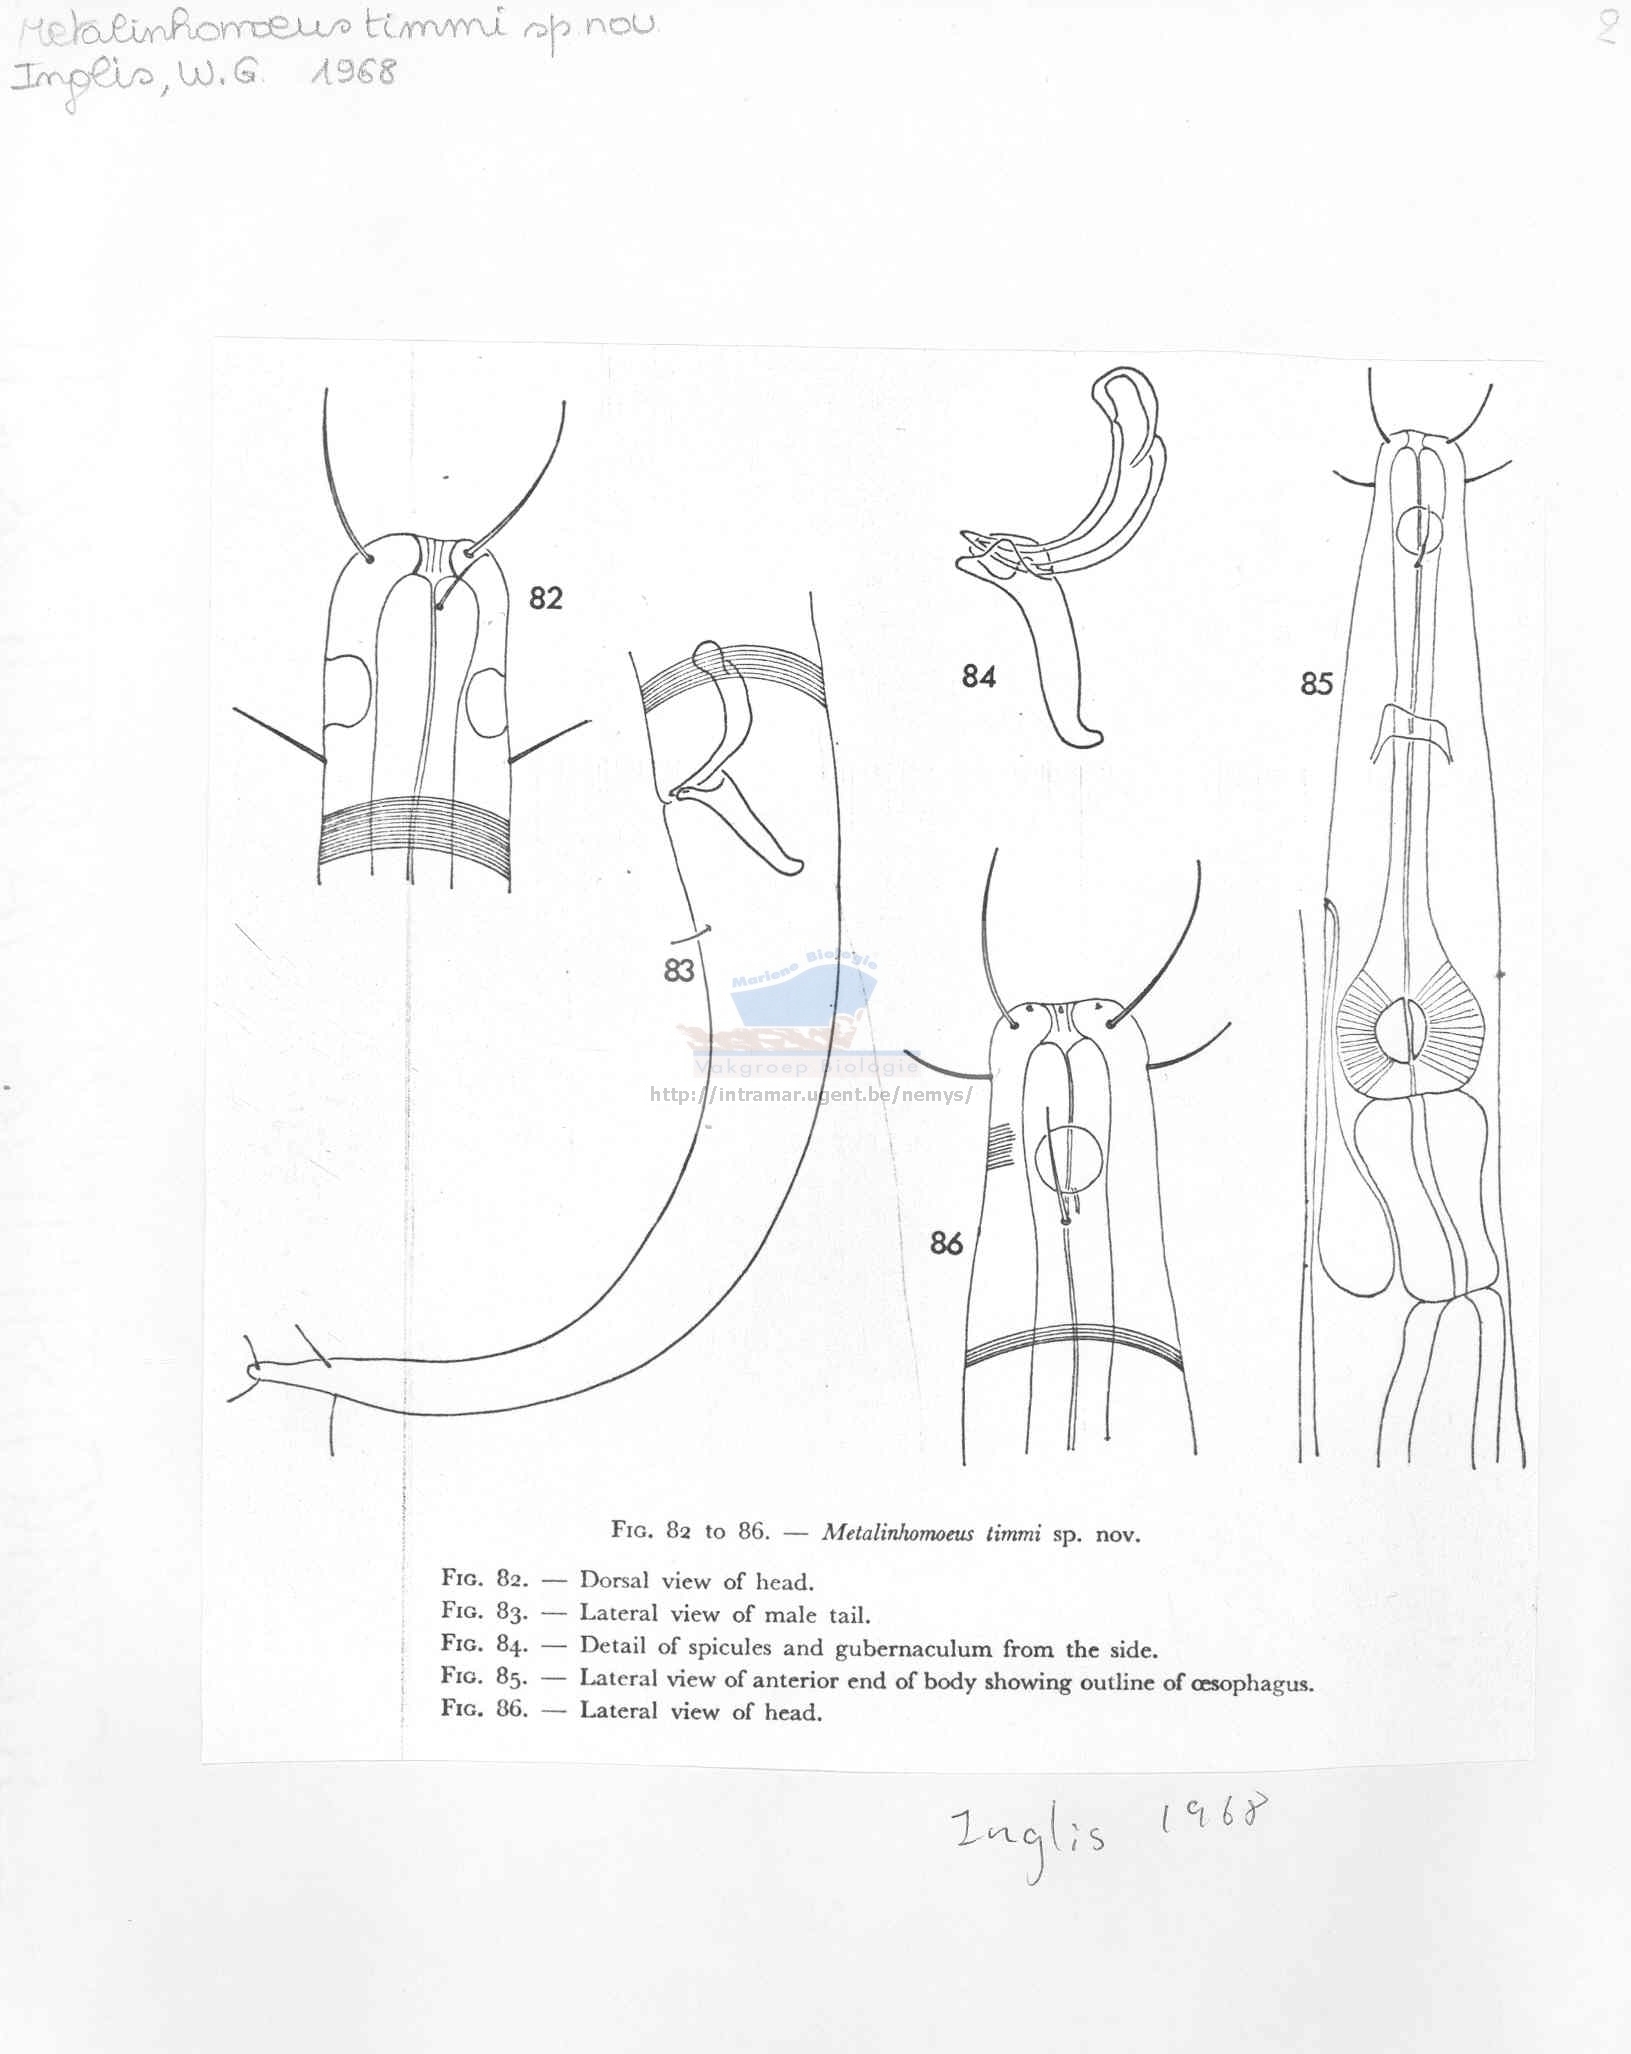 Metalinhomoeus timmi sp. nov.
2
Inglis, W.G. 1968
82
84
85
83
Mariene Biologie
Vakgroep Biologie
http://intramar.ugent.be/nemys/
86
FIG. 82 to 86. — Metalinhomoeus timmi sp. nov.
FIG. 82. — Dorsal view of head.
FIG. 83. — Lateral view of male tail.
FIG. 84. — Detail of spicules and gubernaculum from the side.
FIG. 85. — Lateral view of anterior end of body showing outline of œsophagus.
FIG. 86. — Lateral view of head.
Inglis 1968